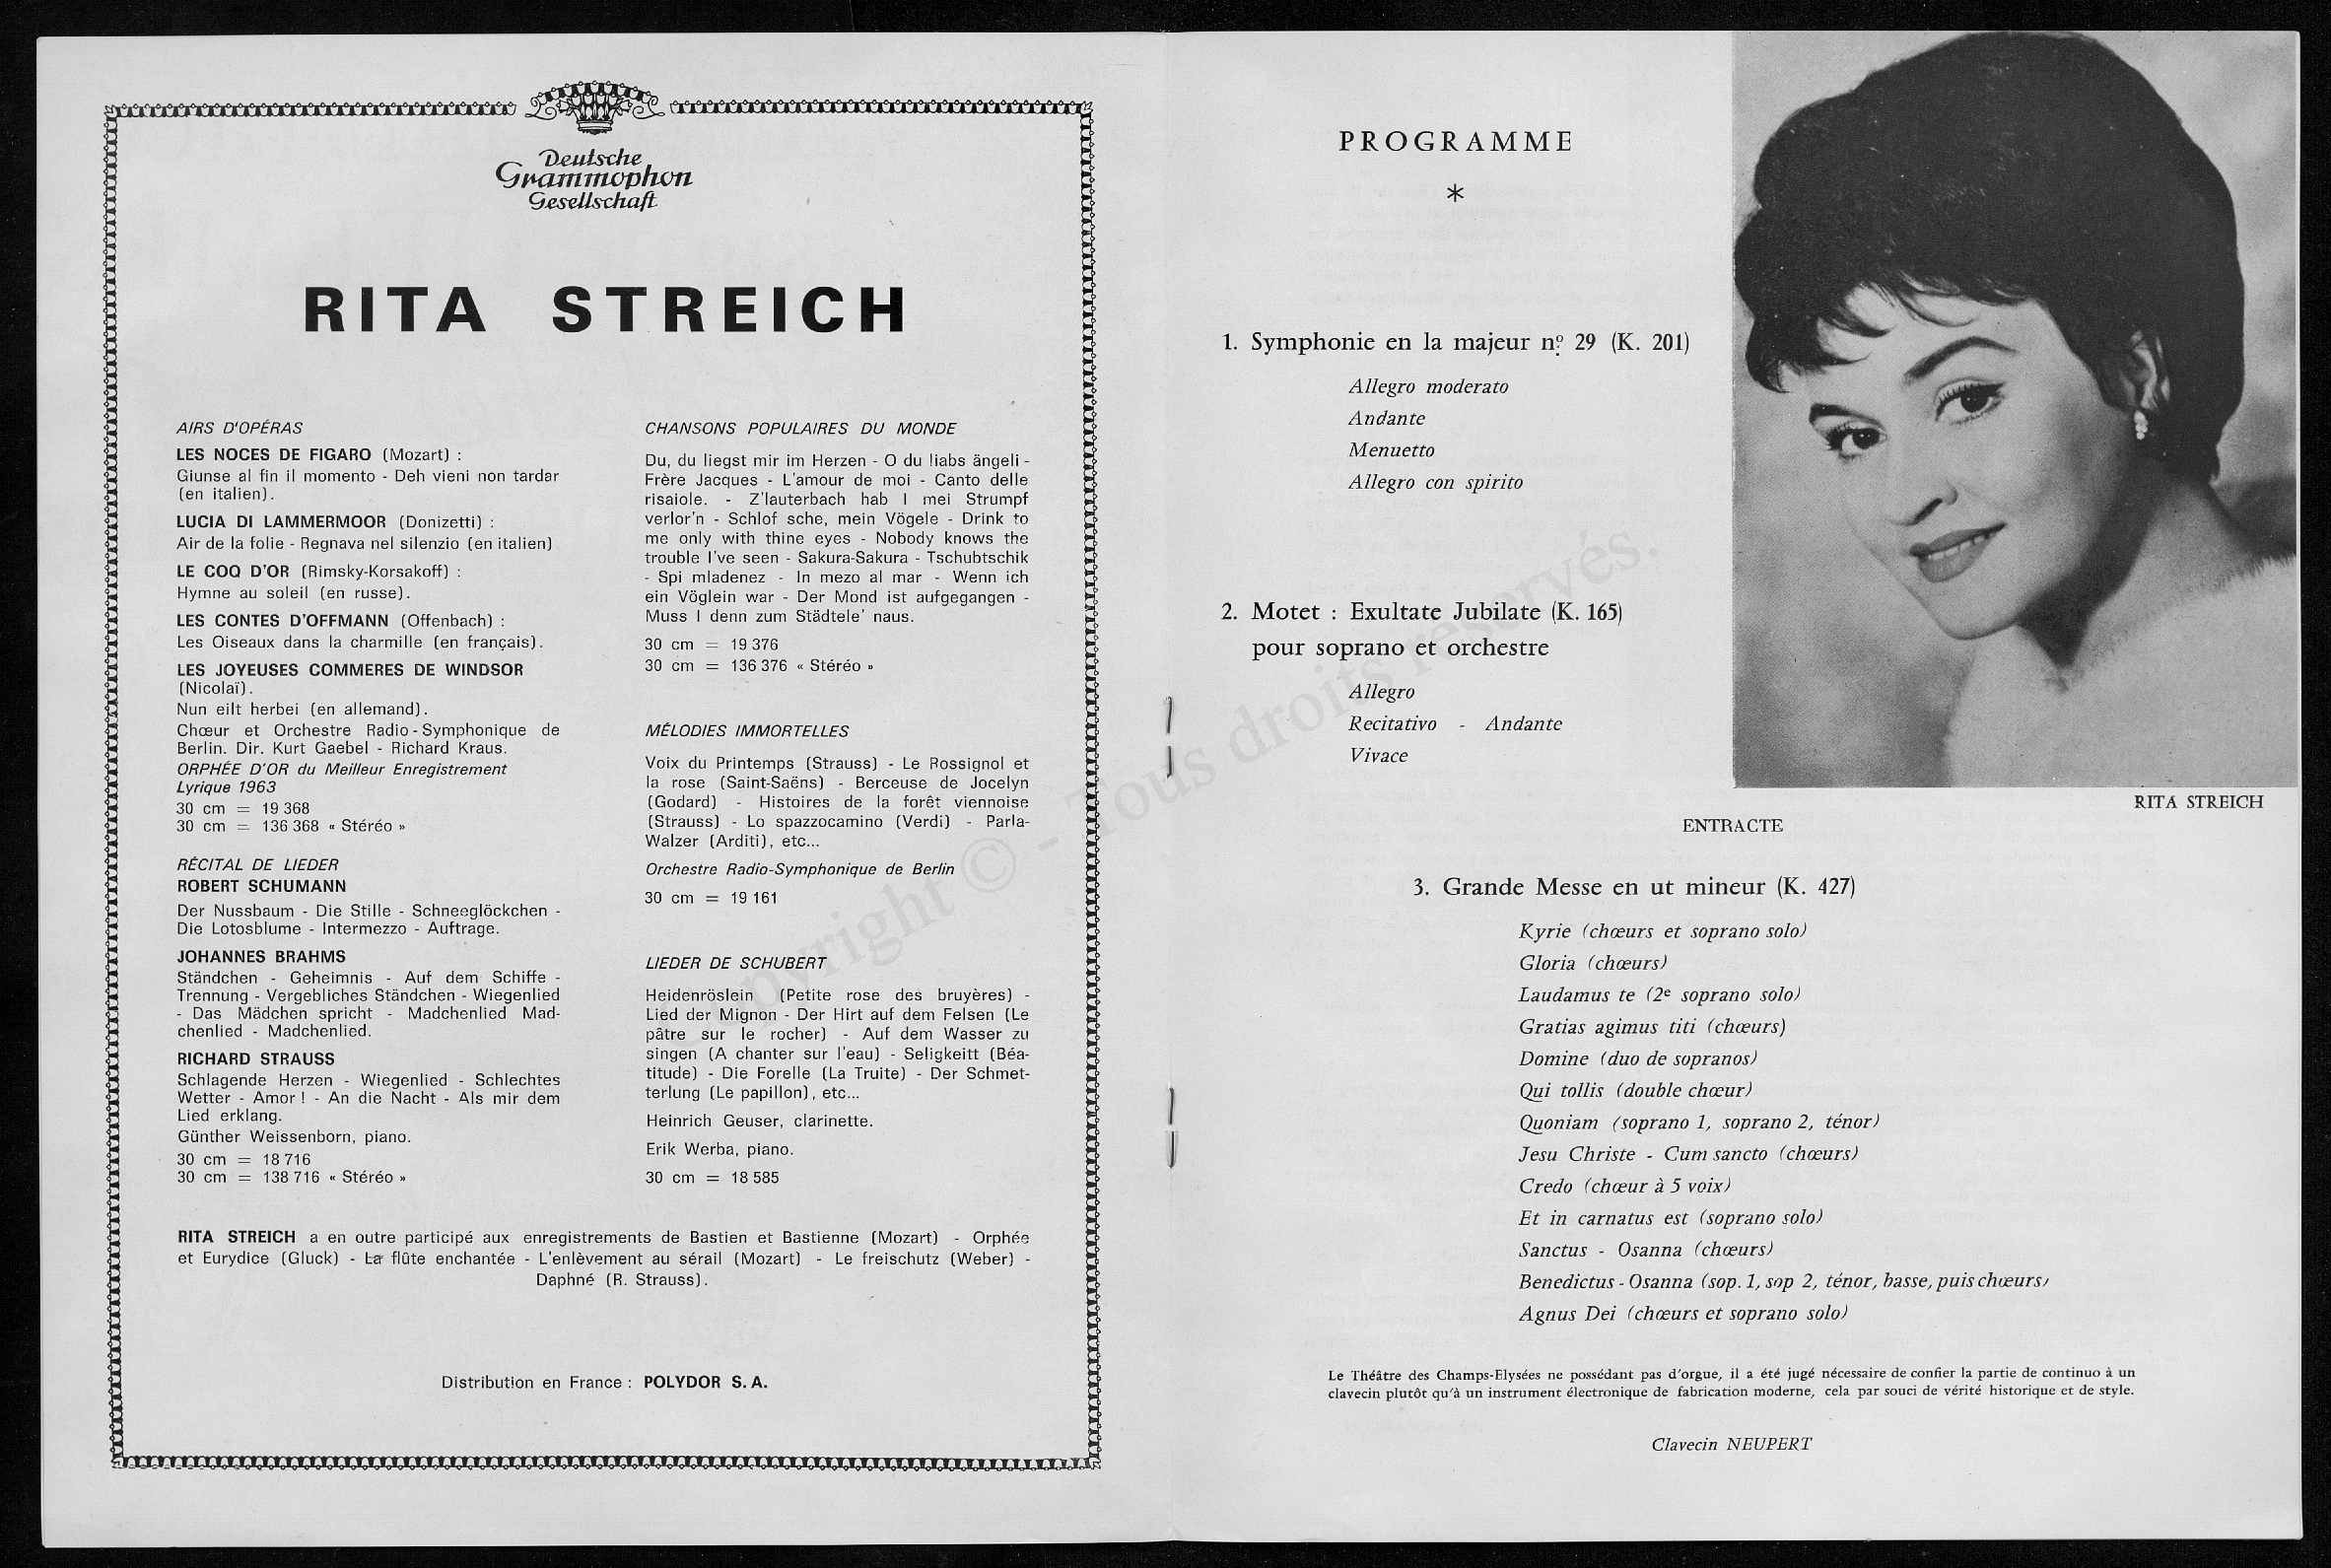 Deutsche
Grammophon
Gesellschaft
RITA STREICH
AIRS D'OPÉRAS
LES NOCES DE FIGARO (Mozart) :
Giunse al fin il momento - Deh vieni non tardar
(en italien).
LUCIA DI LAMMERMOOR (Donizetti) :
Air de la folie - Regnava nel silenzio (en italien)
LE COQ D'OR (Rimsky-Korsakoff) :
Hymne au soleil (en russe).
LES CONTES D'OFFMANN (Offenbach) :
Les Oiseaux dans la charmille (en français).
LES JOYEUSES COMMERES DE WINDSOR
(Nicolaï).
Nun eilt herbei (en allemand).
Chœur et Orchestre Radio-Symphonique de
Berlin. Dir. Kurt Gaebel - Richard Kraus.
ORPHÉE D'OR du Meilleur Enregistrement
Lyrique 1963
30 cm = 19 368
30 cm = 136 368 « Stéréo »
RÉCITAL DE LIEDER
ROBERT SCHUMANN
Der Nussbaum - Die Stille - Schneeglöckchen -
Die Lotosblume - Intermezzo - Auftrage.
JOHANNES BRAHMS
Ständchen - Geheimnis - Auf dem Schiffe -
Trennung - Vergebliches Ständchen - Wiegenlied
- Das Mädchen spricht - Madchenlied Mad-
chenlied - Madchenlied.
RICHARD STRAUSS
Schlagende Herzen - Wiegenlied - Schlechtes
Wetter - Amor ! - An die Nacht - Als mir dem
Lied erklang.
Günther Weissenborn, piano.
30 cm = 18 716
30 cm = 138 716 « Stéréo »
CHANSONS POPULAIRES DU MONDE
Du, du liegst mir im Herzen - O du liabs ängeli -
Frère Jacques - L'amour de moi - Canto delle
risaiole. - Z'lauterbach hab I mei Strumpf
verlor'n - Schlof sche, mein Vögele - Drink to
me only with thine eyes - Nobody knows the
trouble I've seen - Sakura-Sakura - Tschubtschik
- Spi mladenez - In mezo al mar - Wenn ich
ein Vöglein war - Der Mond ist aufgegangen -
Muss I denn zum Städtele' naus.
30 cm = 19 376
30 cm = 136 376 « Stéréo »
MÉLODIES IMMORTELLES
Voix du Printemps (Strauss) - Le Rossignol et
la rose (Saint-Saëns) - Berceuse de Jocelyn
(Godard) - Histoires de la forêt viennoise
(Strauss) - Lo spazzocamino (Verdi) - Parla-
Walzer (Arditi), etc...
Orchestre Radio-Symphonique de Berlin
30 cm = 19 161
LIEDER DE SCHUBERT
Heidenröslein (Petite rose des bruyères) -
Lied der Mignon - Der Hirt auf dem Felsen (Le
pâtre sur le rocher) - Auf dem Wasser zu
singen (A chanter sur l'eau) - Seligkeitt (Béa-
titude) - Die Forelle (La Truite) - Der Schmet-
terlung (Le papillon), etc...
Heinrich Geuser, clarinette.
Erik Werba, piano.
30 cm = 18 585
RITA STREICH a en outre participé aux enregistrements de Bastien et Bastienne (Mozart) - Orphée
et Eurydice (Gluck) - La flûte enchantée - L'enlèvement au sérail (Mozart) - Le freischutz (Weber) -
Daphné (R. Strauss).
Distribution en France : POLYDOR S. A.
PROGRAMME
*
1. Symphonie en la majeur nº 29 (K. 201)
Allegro moderato
Andante
Menuetto
Allegro con spirito
2. Motet : Exultate Jubilate (K. 165)
pour soprano et orchestre
Allegro
Recitativo - Andante
Vivace
RITA STREICH
ENTRACTE
3. Grande Messe en ut mineur (K. 427)
Kyrie (chœurs et soprano solo)
Gloria (chœurs)
Laudamus te (2e soprano solo)
Gratias agimus titi (chœurs)
Domine (duo de sopranos)
Qui tollis (double chœur)
Quoniam (soprano 1, soprano 2, ténor)
Jesu Christe - Cum sancto (chœurs)
Credo (chœur à 5 voix)
Et in carnatus est (soprano solo)
Sanctus - Osanna (chœurs)
Benedictus - Osanna (sop. 1, sop 2, ténor, basse, puis chœurs)
Agnus Dei (chœurs et soprano solo)
Le Théâtre des Champs-Elysées ne possédant pas d'orgue, il a été jugé nécessaire de confier la partie de continuo à un
clavecin plutôt qu'à un instrument électronique de fabrication moderne, cela par souci de vérité historique et de style.
Clavecin NEUPERT
Copyright © - Tous droits réservés.